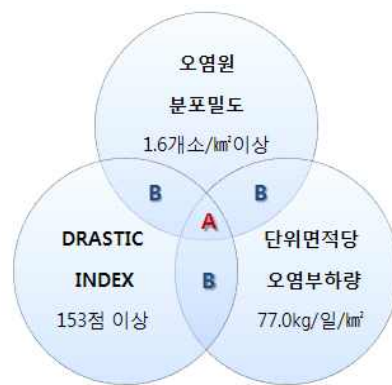 오염원
분포밀도
1.6개소/㎢이상
B B
A
DRASTIC
INDEX
153점 이상
B
단위면적당
오염부하량
77.0kg/일/㎢